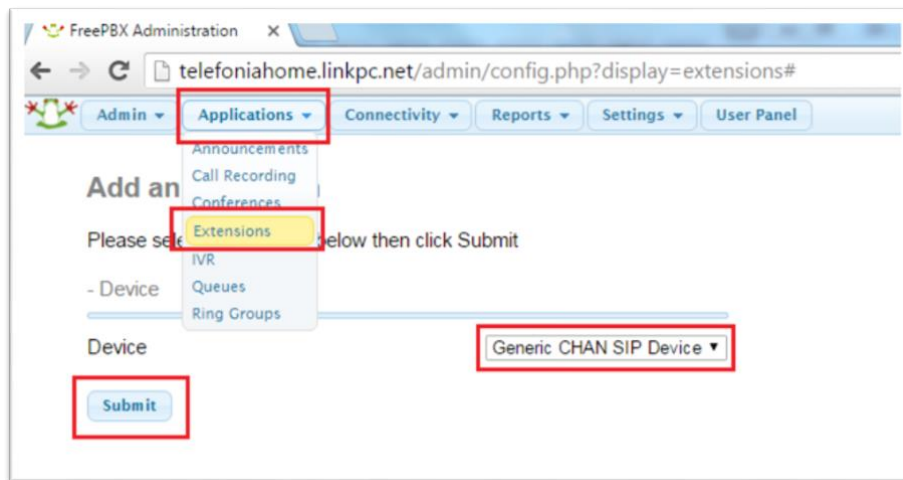 FreePBX Administration ×
telefoniahome.linkpc.net/admin/config.php?display=extensions#
Admin Applications Connectivity Reports Settings User Panel
Announcements
Call Recording
Conferences
Extensions
IVR
Queues
Ring Groups
Add an
Please sele below then click Submit
- Device
Device Generic CHAN SIP Device
Submit